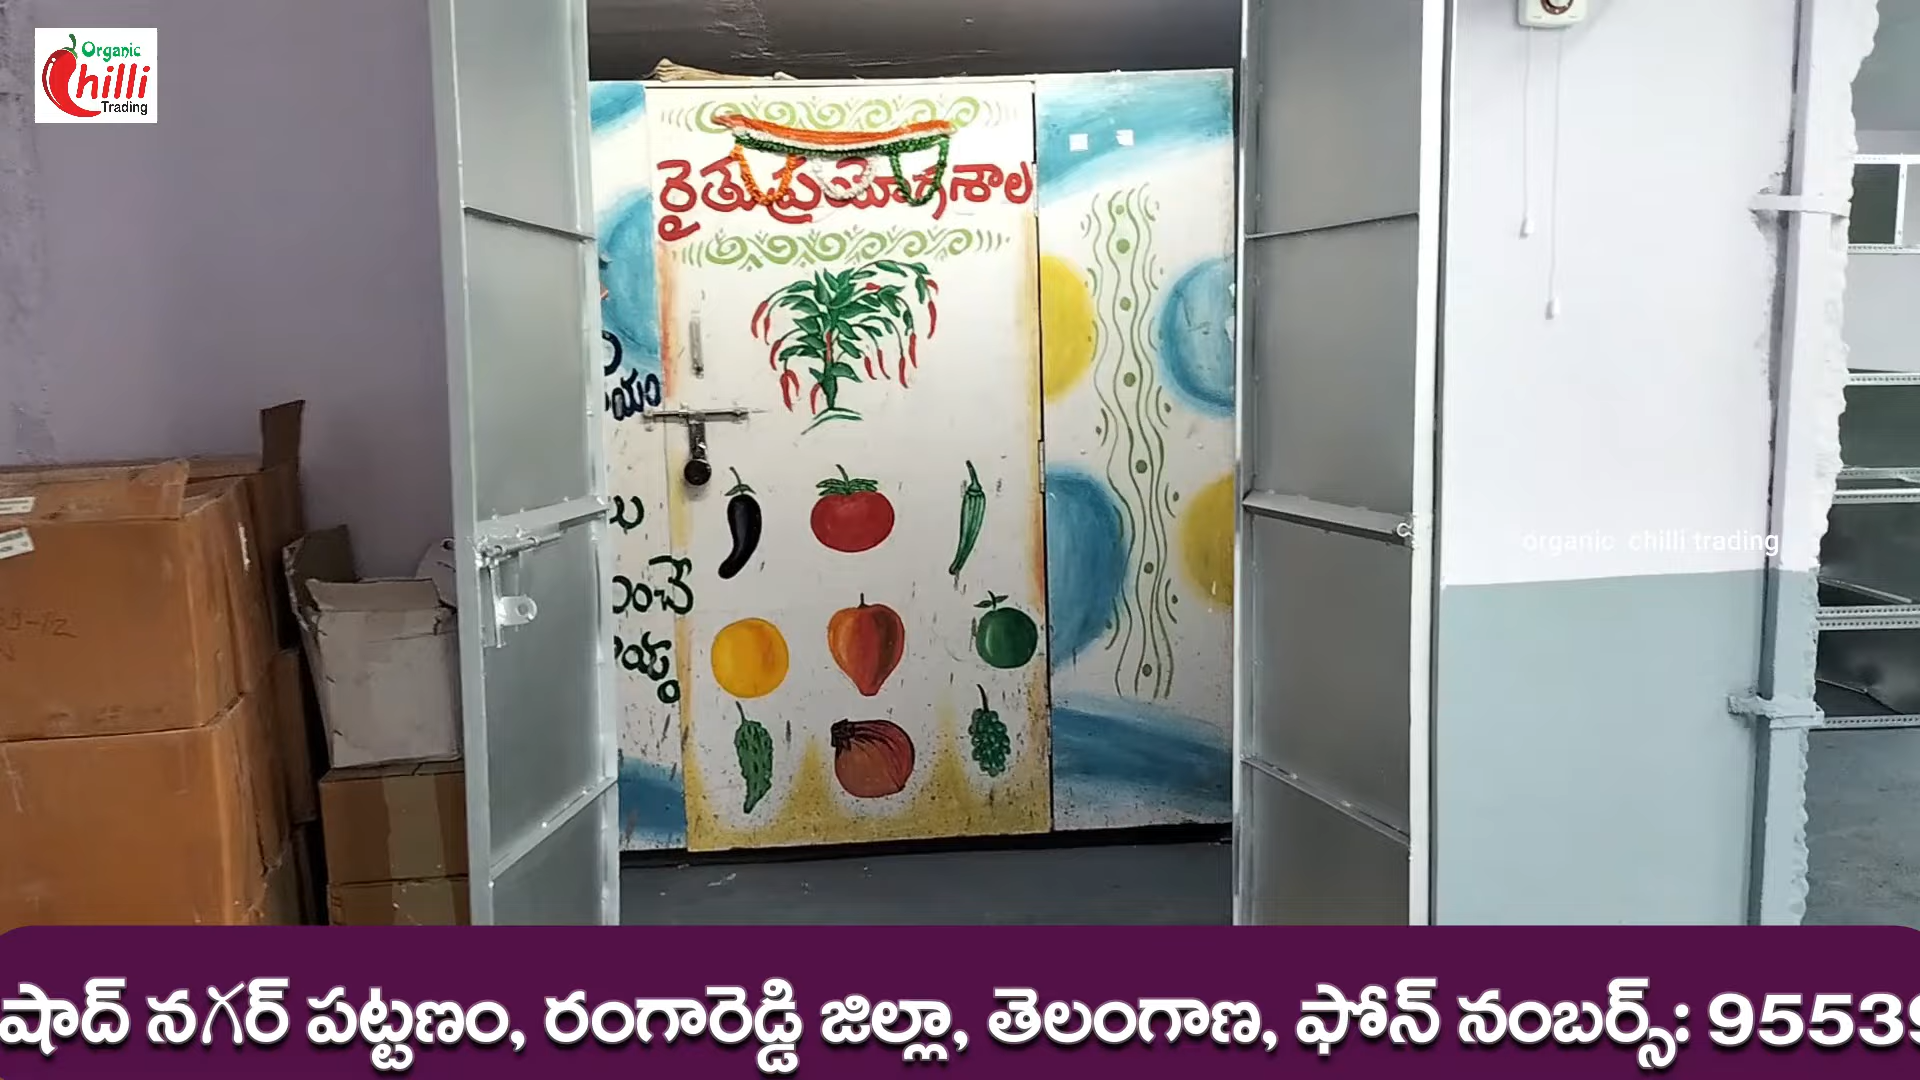 Organic
Chilli
Trading
రైతు ప్రయోగశాల
organic chilli trading
షాద్ నగర్ పట్టణం, రంగారెడ్డి జిల్లా, తెలంగాణ, ఫోన్ నంబర్స్: 95539